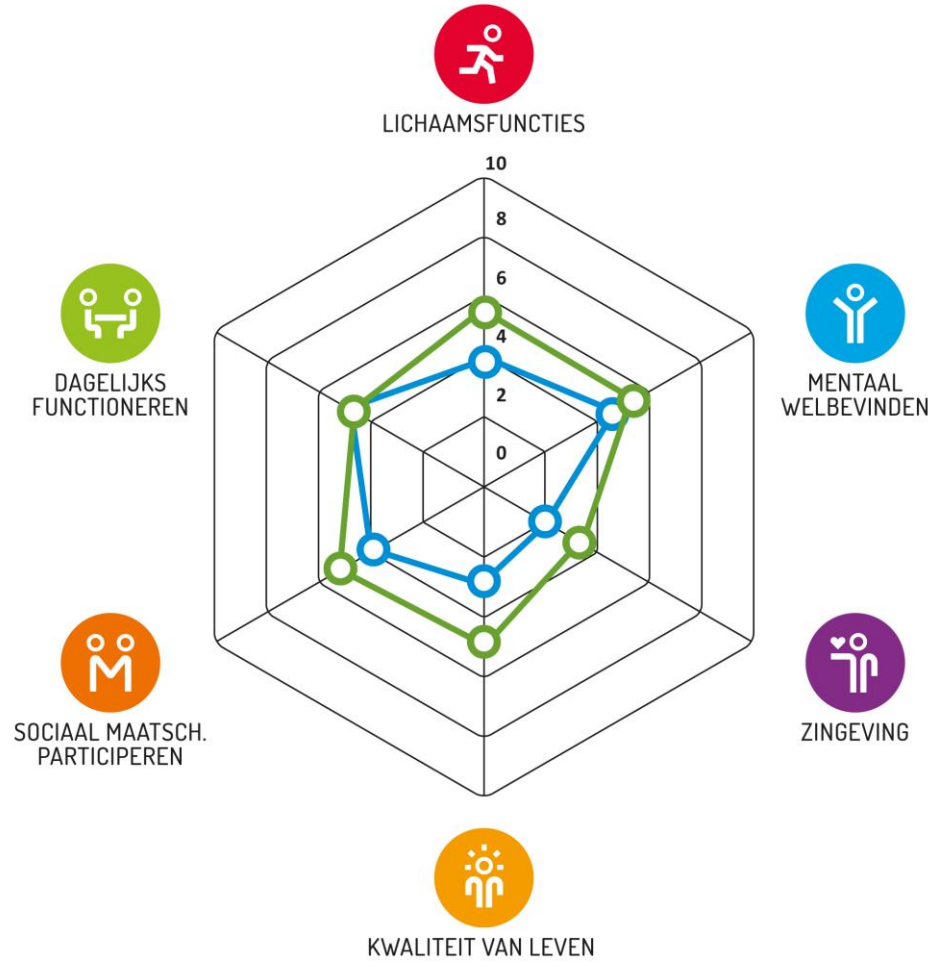 LICHAAMSFUNCTIES
10
8
6
4
2
0
DAGELIJKS
FUNCTIONEREN
MENTAAL
WELBEVINDEN
SOCIAAL MAATSCH.
PARTICIPEREN
ZINGEVING
KWALITEIT VAN LEVEN